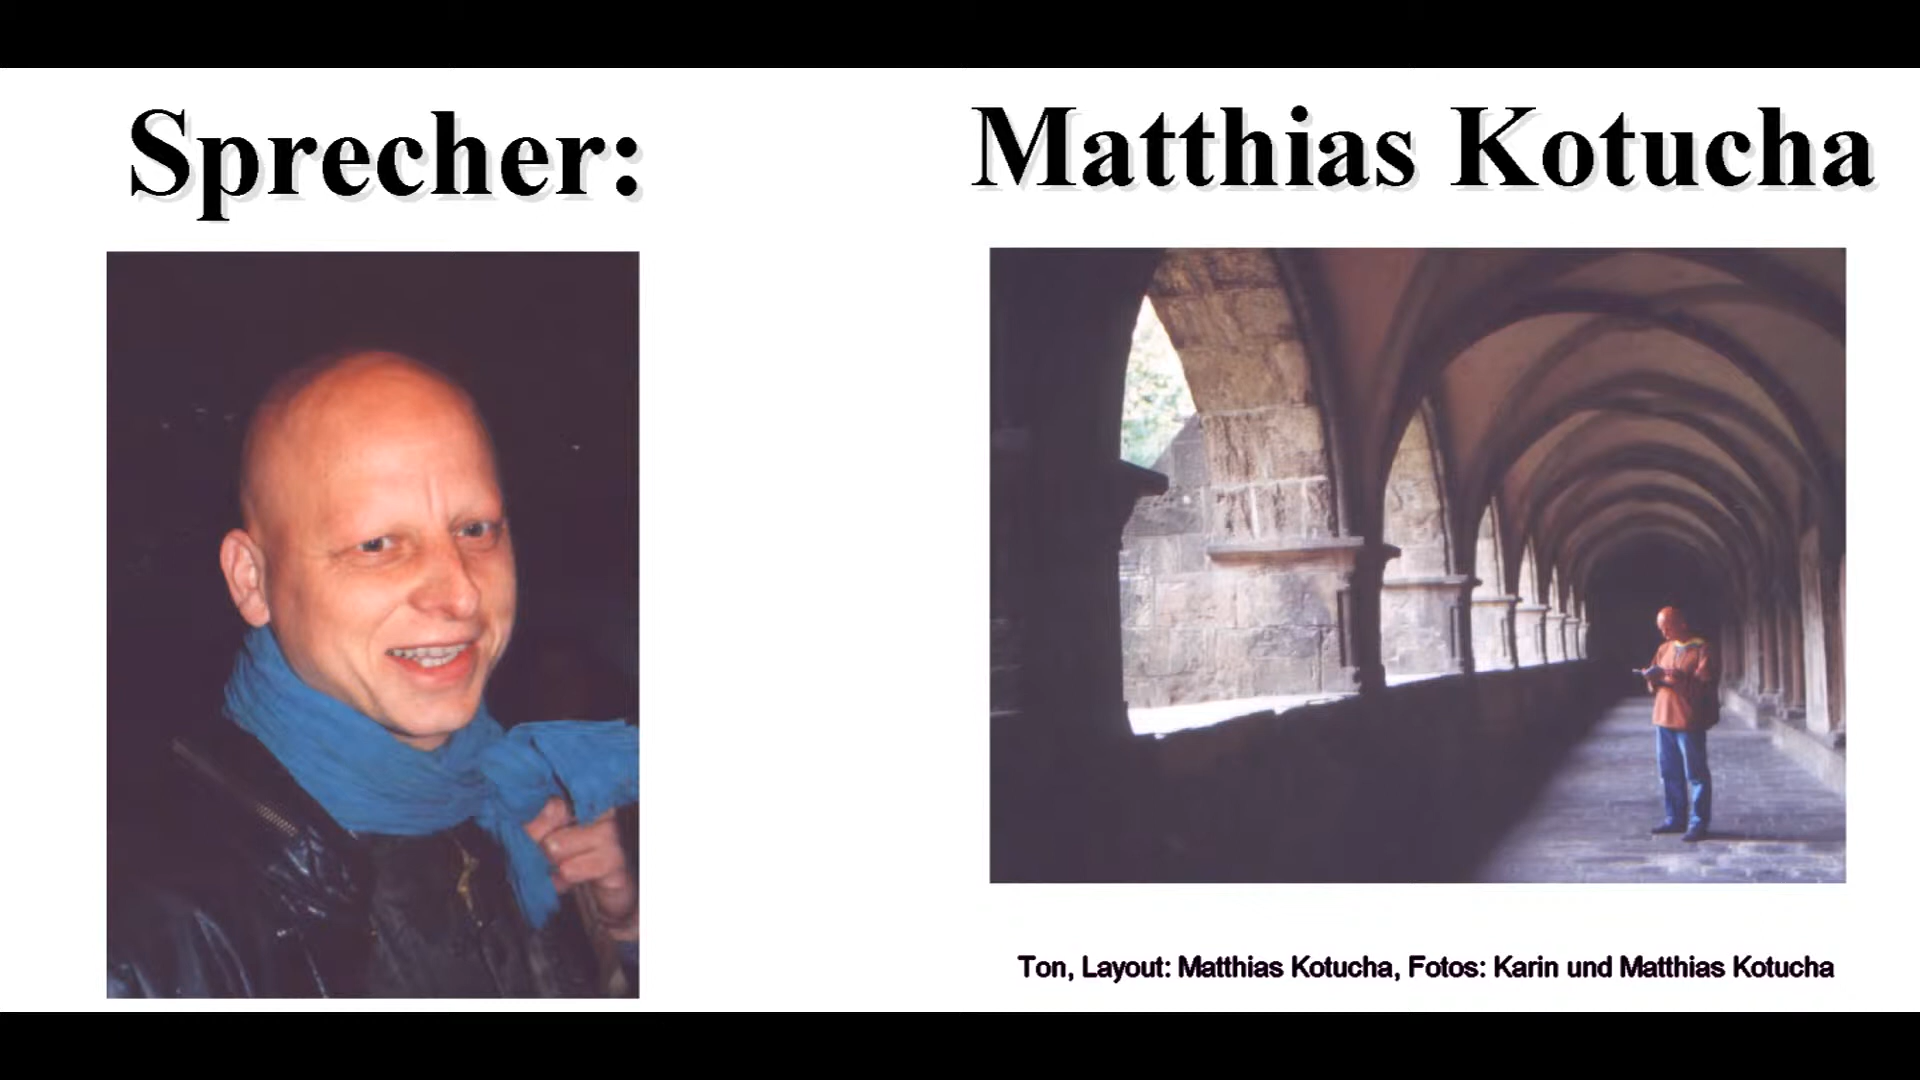 Sprecher: Matthias Kotucha
Ton, Layout: Matthias Kotucha, Fotos: Karin und Matthias Kotucha